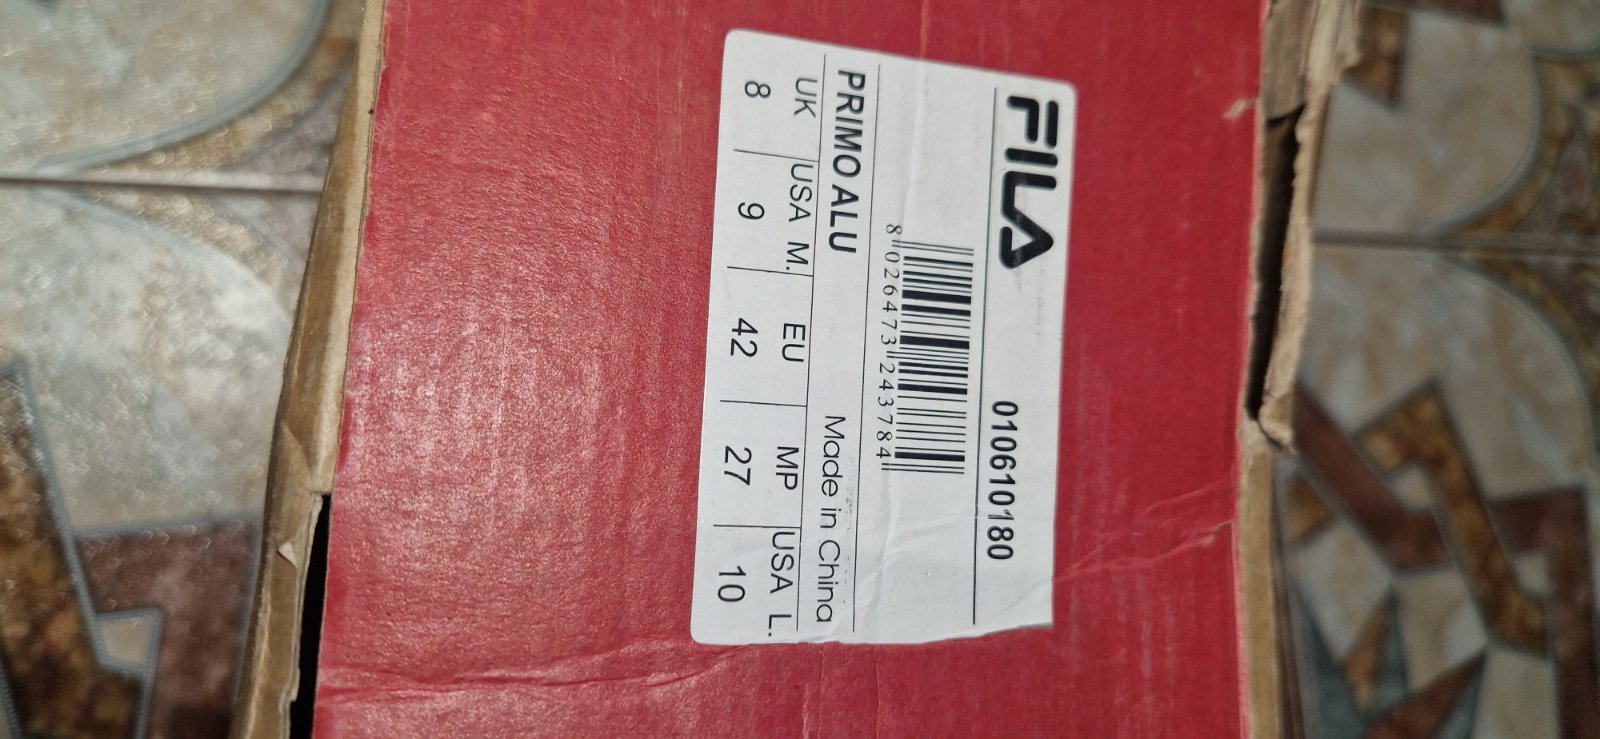 FILA 010610180
8 026473 243784
PRIMO ALU Made in China
UK USA M. EU MP USA L.
8 9 42 27 10